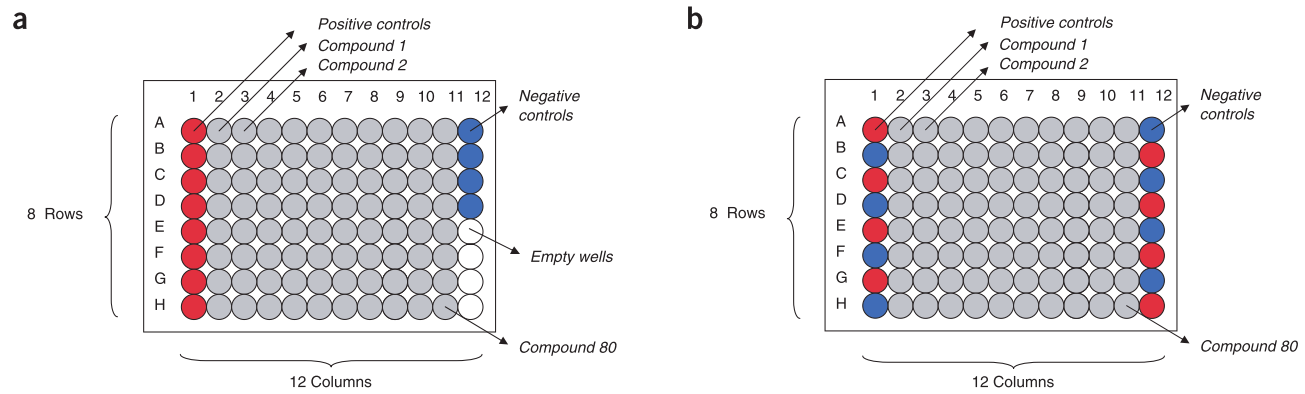 a
Positive controls
Compound 1
Compound 2
1 2 3 4 5 6 7 8 9 10 11 12
Negative
controls
A
B
C
D
E
F
G
H
8 Rows
Empty wells
Compound 80
12 Columns
b
Positive controls
Compound 1
Compound 2
1 2 3 4 5 6 7 8 9 10 11 12
Negative
controls
A
B
C
D
E
F
G
H
8 Rows
Compound 80
12 Columns